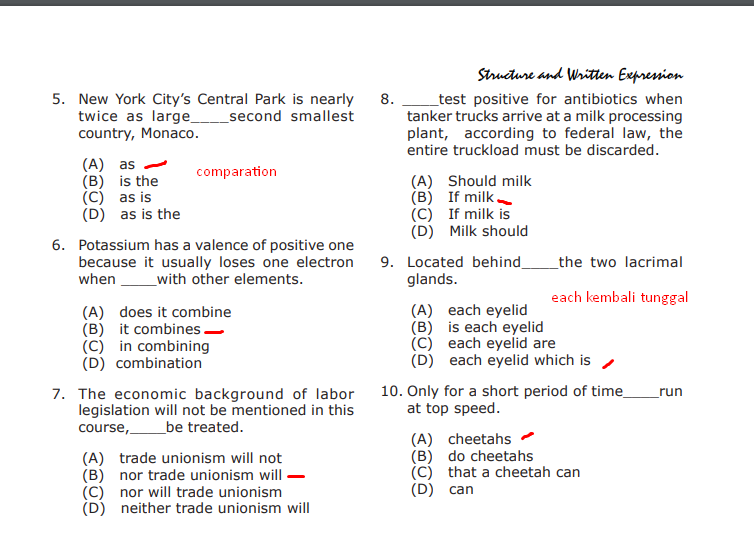 Structure and Written Expression
5. New York City's Central Park is nearly
twice as large____second smallest
country, Monaco.
(A) as
comparation
(B) is the
(C) as is
(D) as is the
6. Potassium has a valence of positive one
because it usually loses one electron
when ____with other elements.
(A) does it combine
(B) it combines
(C) in combining
(D) combination
7. The economic background of labor
legislation will not be mentioned in this
course,____be treated.
(A) trade unionism will not
(B) nor trade unionism will
(C) nor will trade unionism
(D) neither trade unionism will
8. ____test positive for antibiotics when
tanker trucks arrive at a milk processing
plant, according to federal law, the
entire truckload must be discarded.
(A) Should milk
(B) If milk
(C) If milk is
(D) Milk should
9. Located behind____the two lacrimal
glands.
each kembali tunggal
(A) each eyelid
(B) is each eyelid
(C) each eyelid are
(D) each eyelid which is
10. Only for a short period of time____run
at top speed.
(A) cheetahs
(B) do cheetahs
(C) that a cheetah can
(D) can